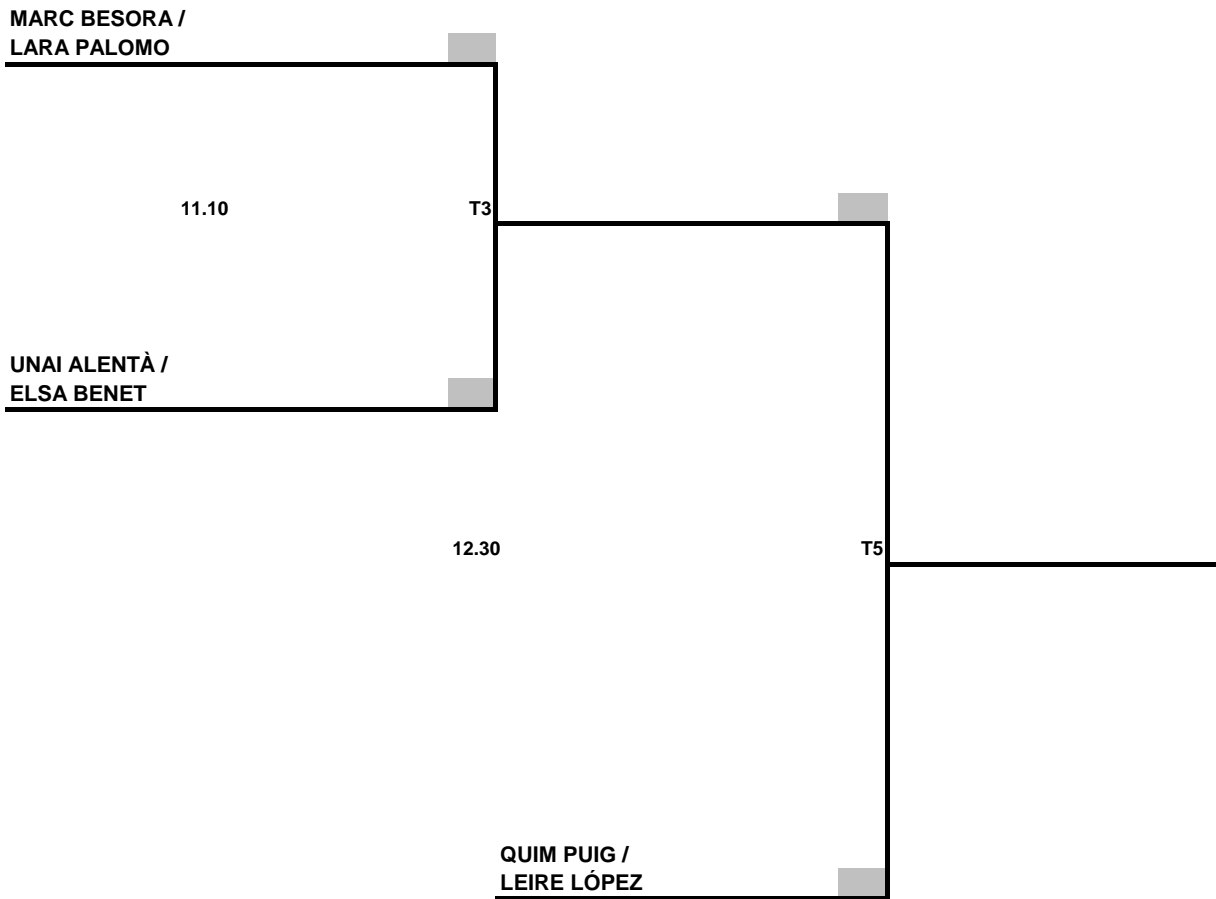 MARC BESORA /
LARA PALOMO
11.10
T3
UNAI ALENTÀ /
ELSA BENET
12.30
T5
QUIM PUIG /
LEIRE LÓPEZ